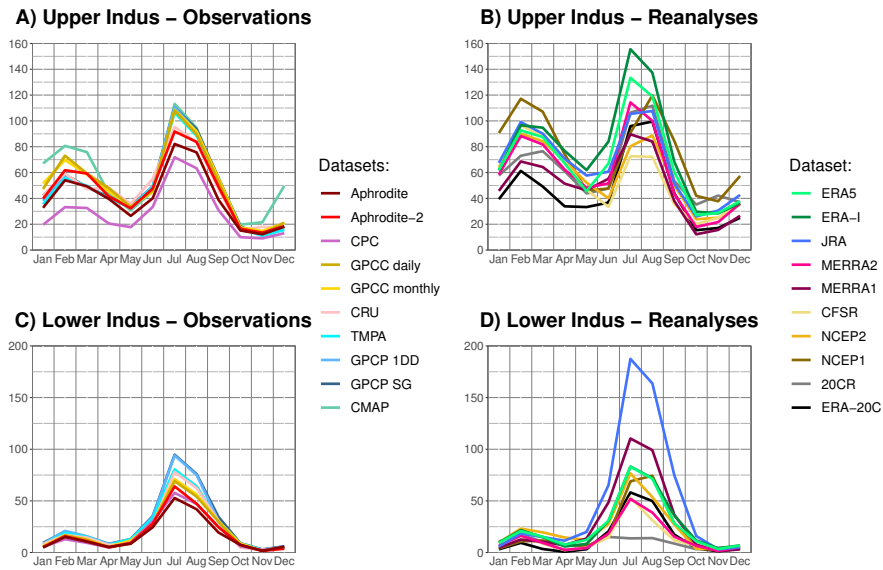 A) Upper Indus − Observations
160
140
120
100
80
60
40
20
0
Jan Feb Mar Apr May Jun Jul Aug Sep Oct Nov Dec
Datasets:
Aphrodite
Aphrodite−2
CPC
GPCC daily
GPCC monthly
CRU
TMPA
GPCP 1DD
GPCP SG
CMAP
B) Upper Indus − Reanalyses
160
140
120
100
80
60
40
20
0
Jan Feb Mar Apr May Jun Jul Aug Sep Oct Nov Dec
Dataset:
ERA5
ERA−I
JRA
MERRA2
MERRA1
CFSR
NCEP2
NCEP1
20CR
ERA−20C
C) Lower Indus − Observations
200
150
100
50
0
Jan Feb Mar Apr May Jun Jul Aug Sep Oct Nov Dec
D) Lower Indus − Reanalyses
200
150
100
50
0
Jan Feb Mar Apr May Jun Jul Aug Sep Oct Nov Dec